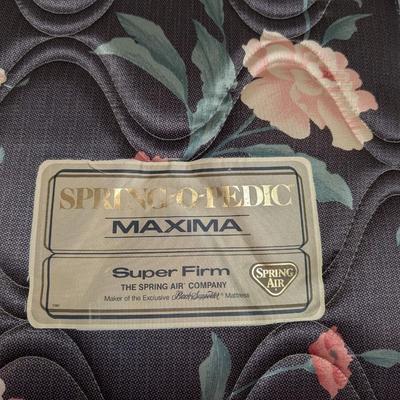 SPRING-O-PEDIC®
MAXIMA
Super Firm
THE SPRING AIR® COMPANY
Maker of the Exclusive Back Supporter® Mattress
SPRING AIR